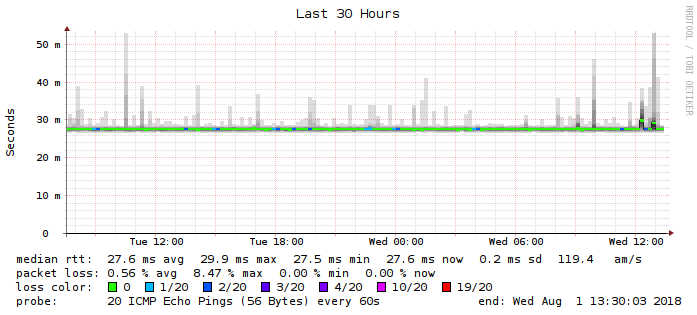 Last 30 Hours
RRDTOOL / TOBI OETIKER
Seconds
50 m
40 m
30 m
20 m
10 m
0
Tue 12:00 Tue 18:00 Wed 00:00 Wed 06:00 Wed 12:00
median rtt: 27.6 ms avg 29.9 ms max 27.5 ms min 27.6 ms now 0.2 ms sd 119.4 am/s
packet loss: 0.56 % avg 8.47 % max 0.00 % min 0.00 % now
loss color: 0 1/20 2/20 3/20 4/20 10/20 19/20
probe: 20 ICMP Echo Pings (56 Bytes) every 60s end: Wed Aug 1 13:30:03 2018